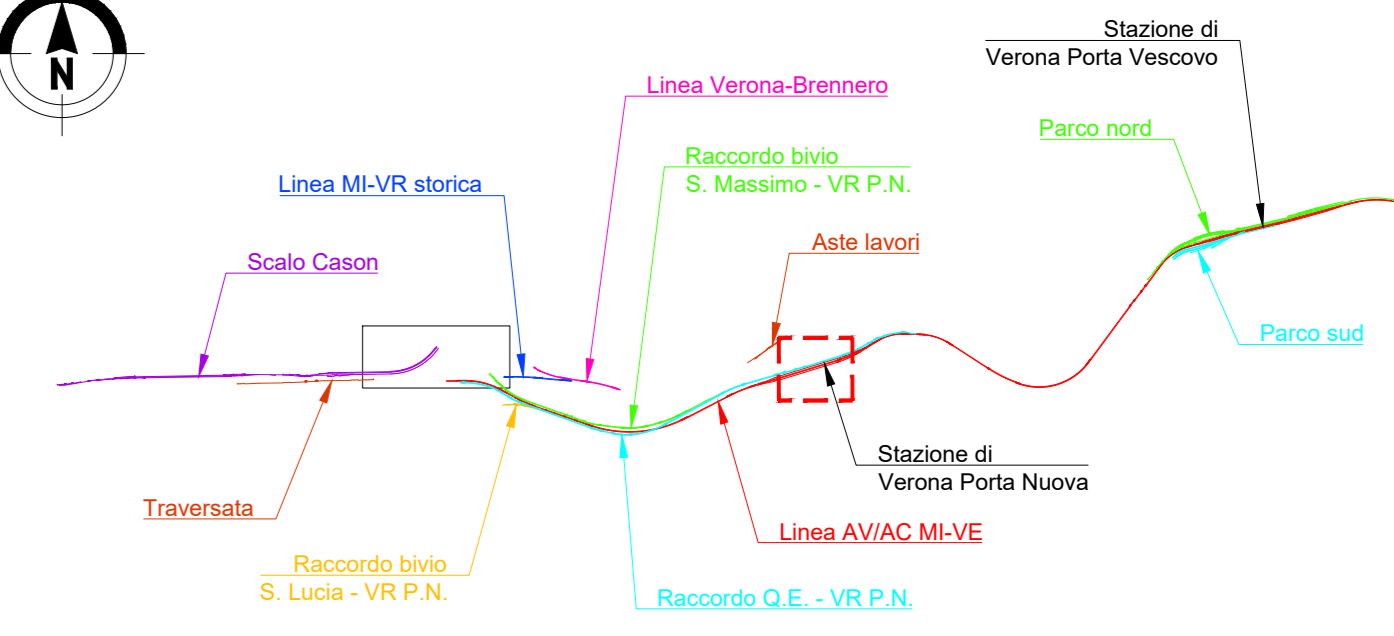 N
Stazione di
Verona Porta Vescovo
Linea Verona-Brennero
Parco nord
Raccordo bivio
S. Massimo - VR P.N.
Linea MI-VR storica
Aste lavori
Scalo Cason
Parco sud
Stazione di
Verona Porta Nuova
Traversata
Linea AV/AC MI-VE
Raccordo bivio
S. Lucia - VR P.N.
Raccordo Q.E. - VR P.N.